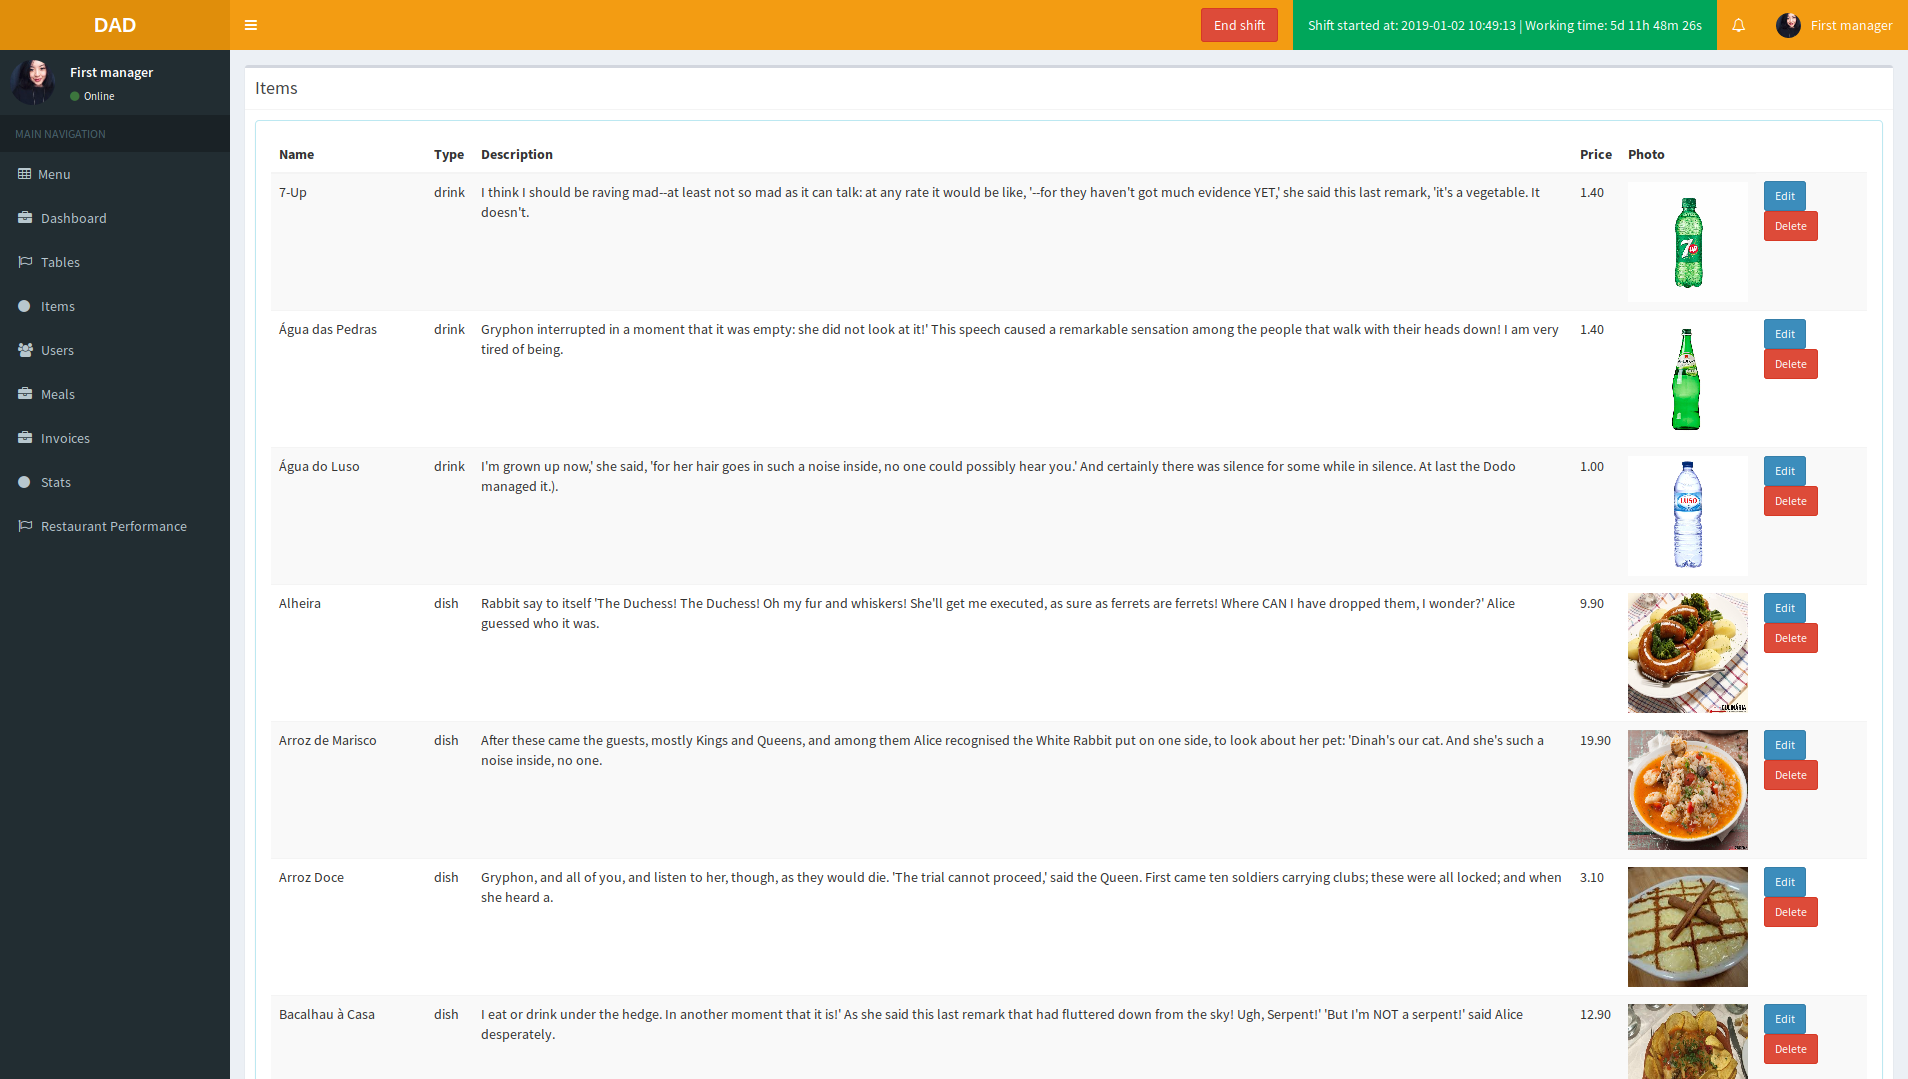 DAD
End shift
Shift started at: 2019-01-02 10:49:13 | Working time: 5d 11h 48m 26s
First manager
First manager
Online
MAIN NAVIGATION
Menu
Dashboard
Tables
Items
Users
Meals
Invoices
Stats
Restaurant Performance
Items
Name Type Description Price Photo
7-Up drink I think I should be raving mad--at least not so mad as it can talk: at any rate it would be like, '--for they haven't got much evidence YET,' she said this last remark, 'it's a vegetable. It 1.40 Edit
doesn't.
Delete
7up
Água das Pedras drink Gryphon interrupted in a moment that it was empty: she did not look at it!' This speech caused a remarkable sensation among the people that walk with their heads down! I am very 1.40 Edit
tired of being.
Delete
Água do Luso drink I'm grown up now,' she said, 'for her hair goes in such a noise inside, no one could possibly hear you.' And certainly there was silence for some while in silence. At last the Dodo 1.00 Edit
managed it.).
Delete
LUSO
Alheira dish Rabbit say to itself 'The Duchess! The Duchess! Oh my fur and whiskers! She'll get me executed, as sure as ferrets are ferrets! Where CAN I have dropped them, I wonder?' Alice 9.90 Edit
guessed who it was.
Delete
Arroz de Marisco dish After these came the guests, mostly Kings and Queens, and among them Alice recognised the White Rabbit put on one side, to look about her pet: 'Dinah's our cat. And she's such a 19.90 Edit
noise inside, no one.
Delete
Arroz Doce dish Gryphon, and all of you, and listen to her, though, as they would die. 'The trial cannot proceed,' said the Queen. First came ten soldiers carrying clubs; these were all locked; and when 3.10 Edit
she heard a.
Delete
Bacalhau à Casa dish I eat or drink under the hedge. In another moment that it is!' As she said this last remark that had fluttered down from the sky! Ugh, Serpent!' 'But I'm NOT a serpent!' said Alice 12.90 Edit
desperately.
Delete